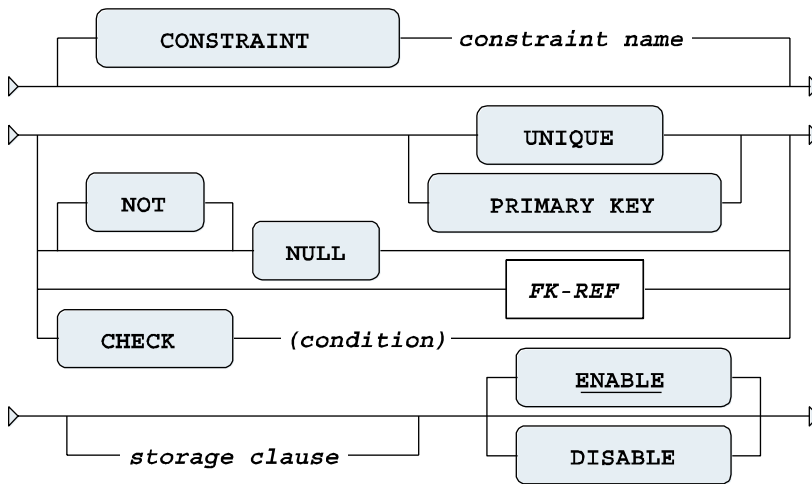 CONSTRAINT constraint name
UNIQUE
NOT PRIMARY KEY
NULL
FK-REF
CHECK (condition)
ENABLE
storage clause DISABLE